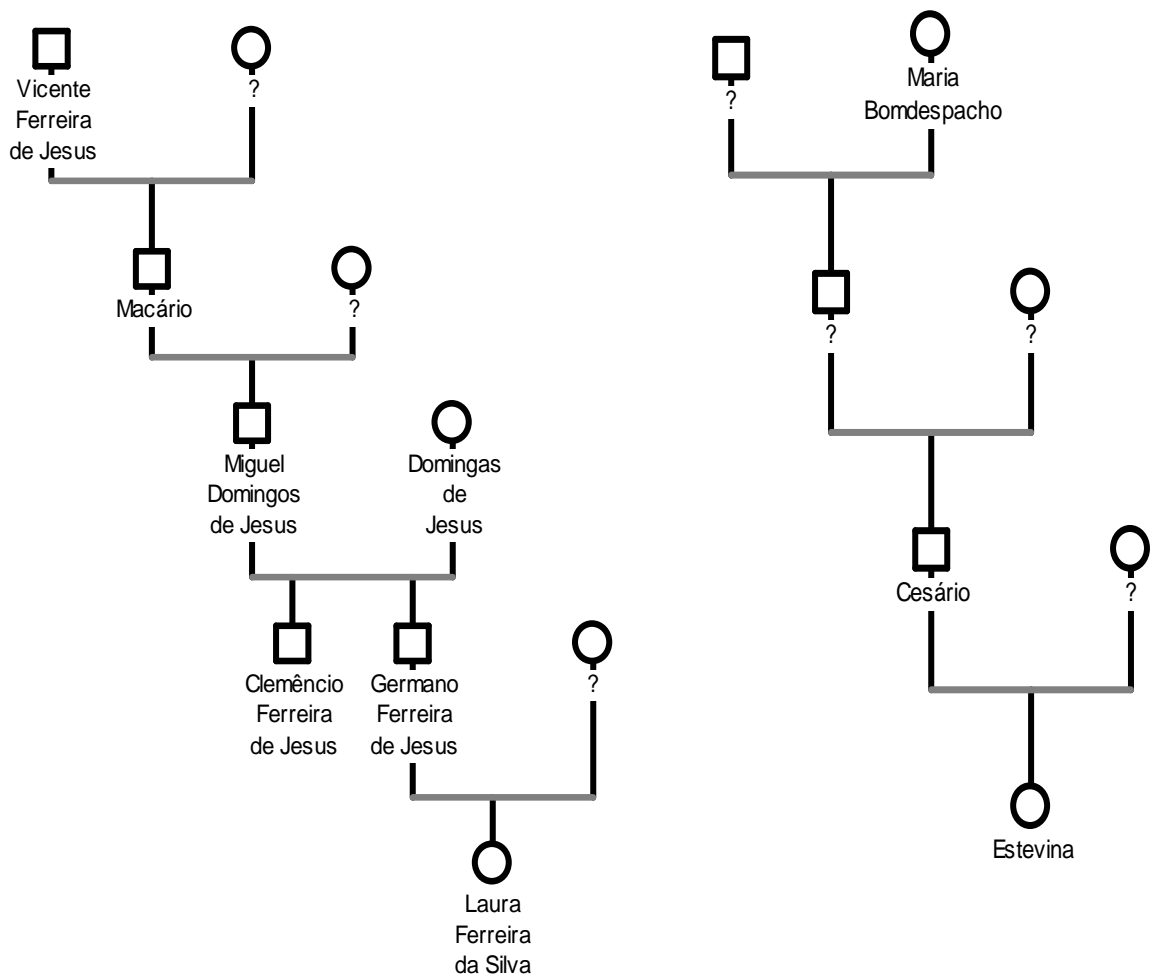 Vicente
Ferreira
de Jesus
?
Macário
?
Miguel
Domingos
de Jesus
Domingas
de
Jesus
Clemêncio
Ferreira
de Jesus
Germano
Ferreira
de Jesus
?
Laura
Ferreira
da Silva
?
Maria
Bomdespacho
?
?
Cesário
?
Estevina